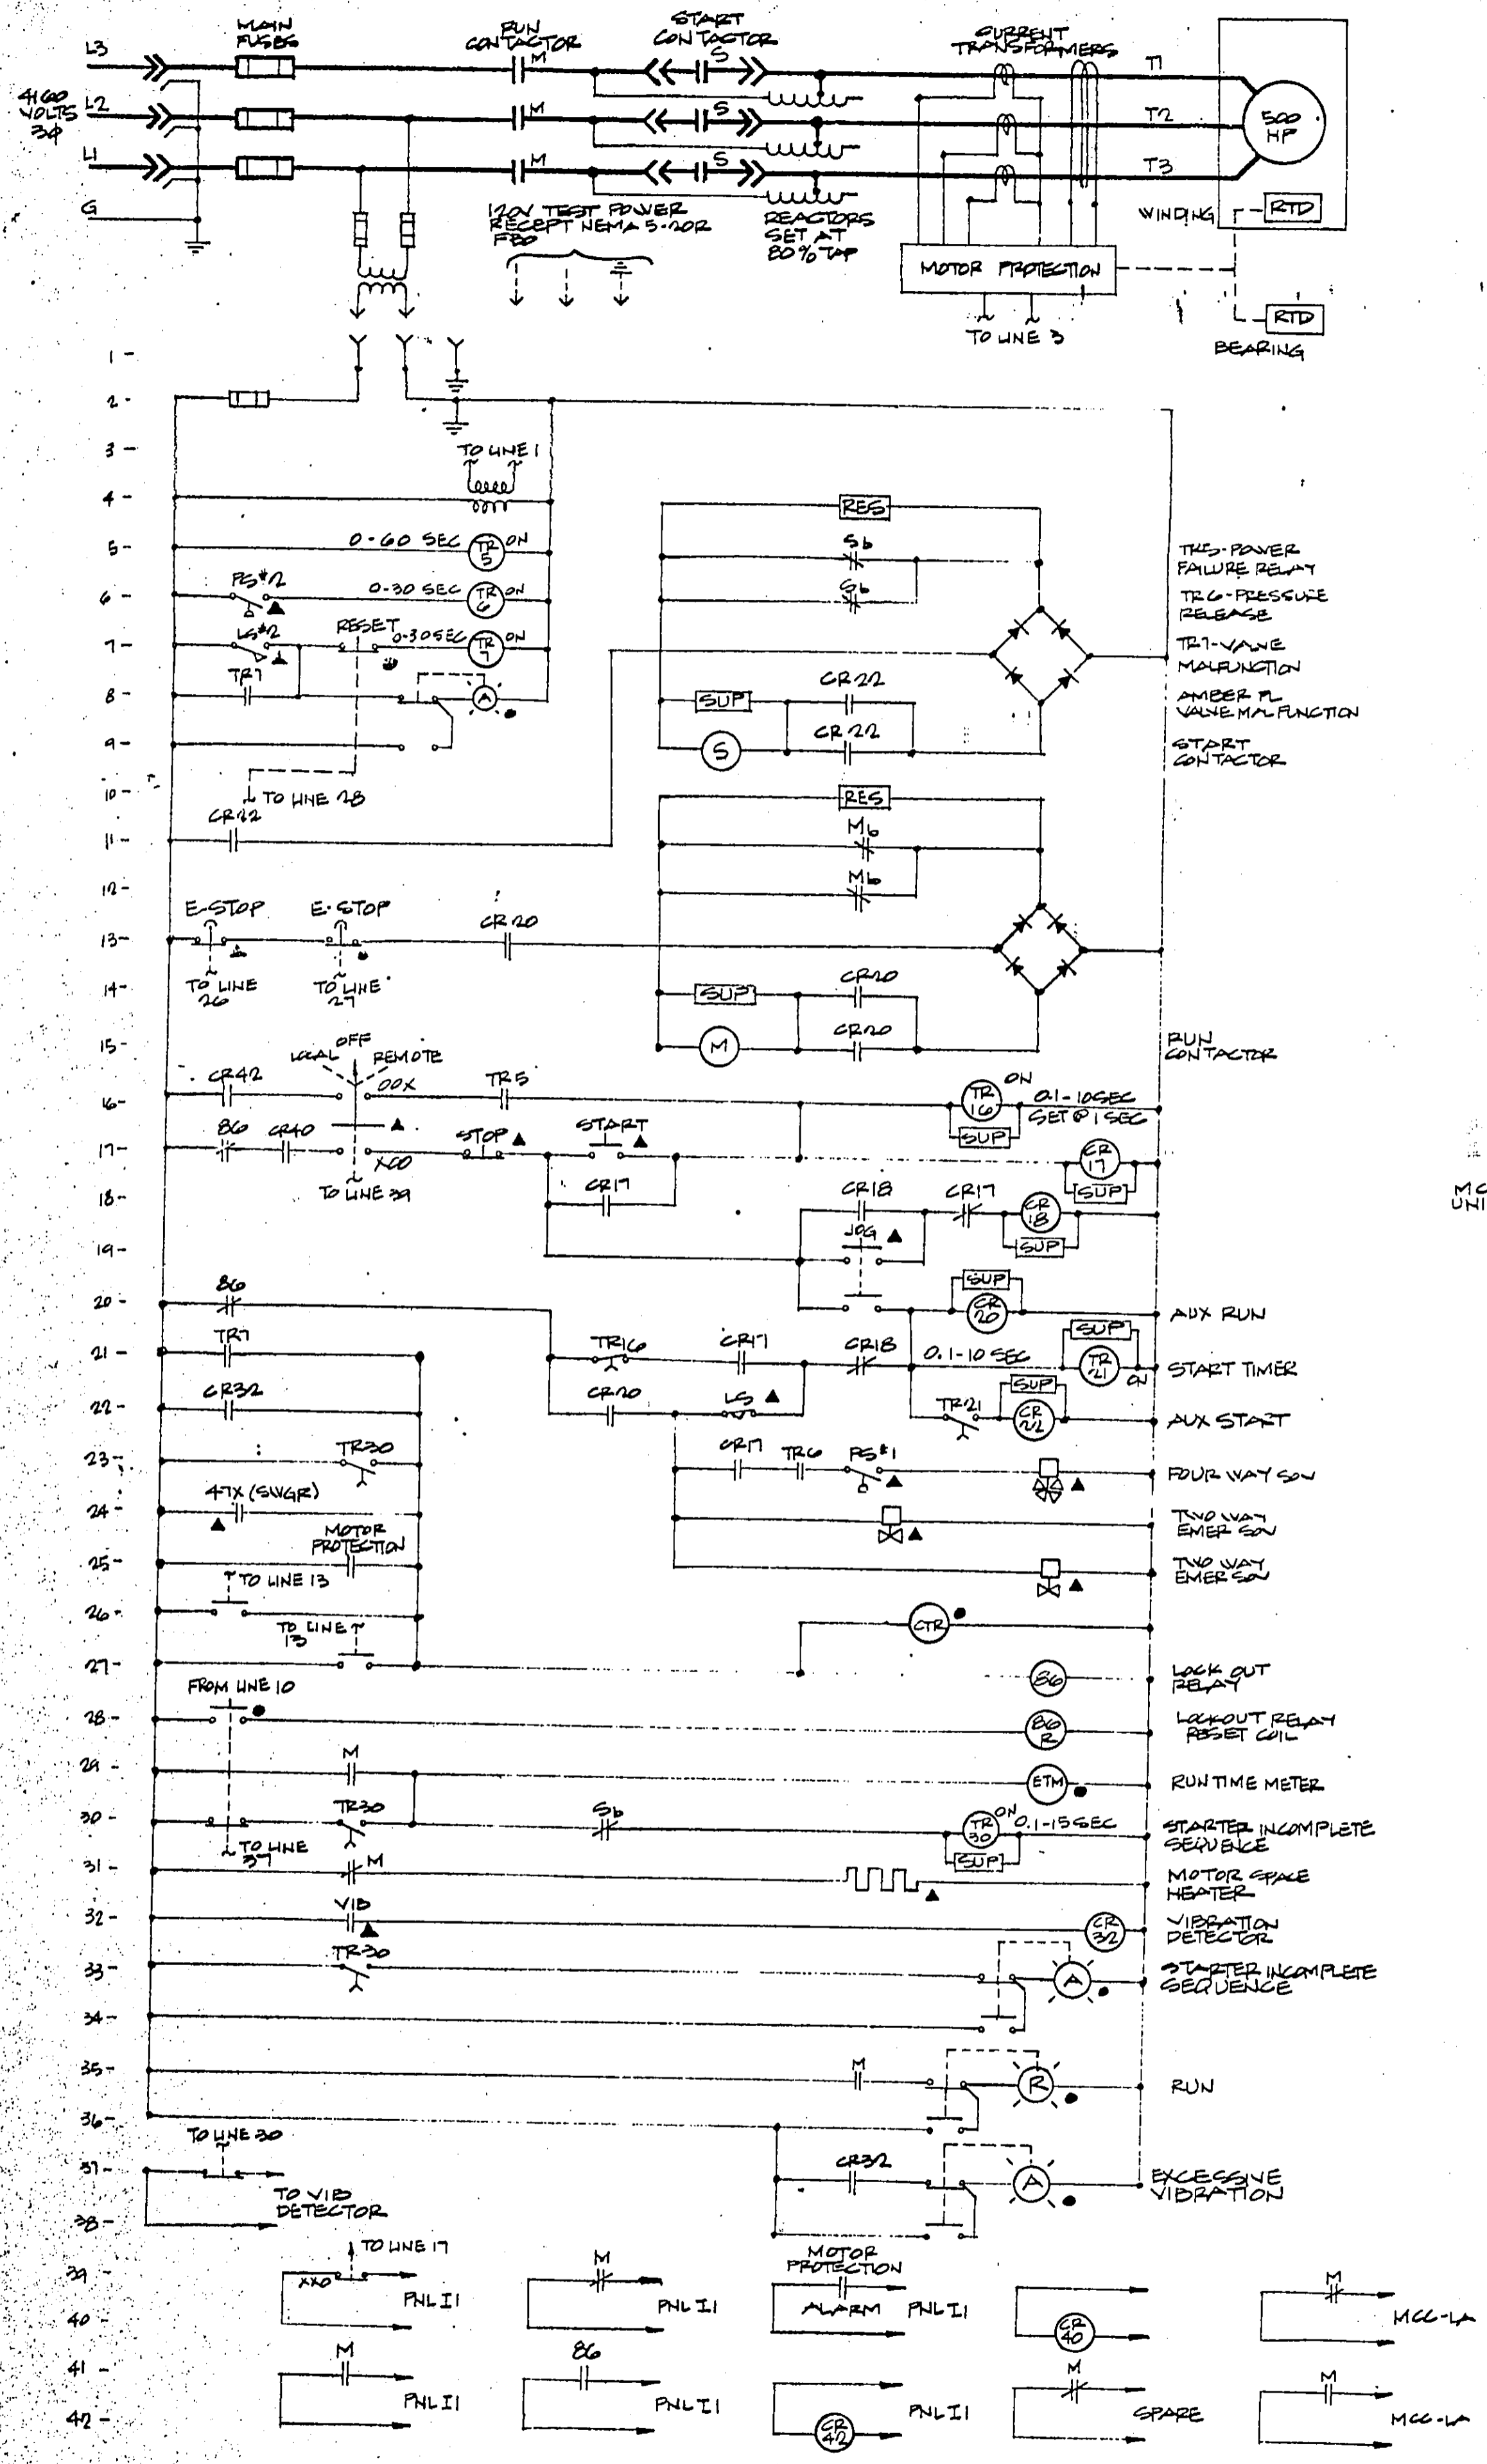 MAIN
FUSES
RUN
CONTACTOR
START
CONTACTOR
CURRENT
TRANSFORMERS
L3
M
S
T1
4160
VOLTS
3φ
L2
M
S
T2
500
HP
L1
M
S
T3
G
120V TEST POWER
RECEPT NEMA 5-20R
FBO
REACTORS
SET AT
80% TAP
WINDING
RTD
MOTOR PROTECTION
TO LINE 3
RTD
BEARING
1 -
2 -
3 -
TO LINE 1
4 -
RES
5 -
0-60 SEC
TR
5
ON
Sb
TR5-POWER
FAILURE RELAY
6 -
PS#2
0-30 SEC
TR
6
ON
Sb
TR6-PRESSURE
RELEASE
7 -
LS#2
RESET
0-30SEC
TR
7
ON
TR7-VALVE
MALFUNCTION
8 -
TR7
A
SUP
CR22
AMBER PL
VALVE MALFUNCTION
9 -
S
CR22
START
CONTACTOR
10 -
TO LINE 28
RES
11 -
CR22
Mb
12 -
Mb
E-STOP
E-STOP
13 -
CR20
TO LINE
26
TO LINE
27
14 -
SUP
CR20
15 -
M
CR20
RUN
CONTACTOR
LOCAL
OFF
REMOTE
16 -
CR42
OOX
TR5
TR
16
ON
0.1-10SEC
SET@1SEC
SUP
17 -
86
CR40
XOO
STOP
START
CR
17
SUP
TO LINE 39
18 -
CR17
CR18
CR17
CR
18
SUP
MC
UNI
19 -
JOG
20 -
86
SUP
CR
20
AUX RUN
21 -
TR7
TR16
CR17
CR18
0.1-10 SEC
SUP
TR
21
ON
START TIMER
22 -
CR32
CR20
LS
TR21
SUP
CR
22
AUX START
23 -
TR30
CR17
TR6
PS#1
FOUR WAY SOV
24 -
47X (SWGR)
TWO WAY
EMER SOV
25 -
MOTOR
PROTECTION
TWO WAY
EMER SOV
TO LINE 13
26 -
CTR
TO LINE
13
27 -
86
LOCK OUT
RELAY
FROM LINE 10
28 -
86
R
LOCKOUT RELAY
RESET COIL
29 -
M
ETM
RUN TIME METER
30 -
TR30
Sb
TR
30
ON
0.1-15SEC
SUP
STARTER INCOMPLETE
SEQUENCE
TO LINE
37
31 -
M
MOTOR SPACE
HEATER
32 -
VIB
CR
32
VIBRATION
DETECTOR
33 -
TR30
A
STARTER INCOMPLETE
SEQUENCE
34 -
35 -
M
R
RUN
36 -
TO LINE 30
37 -
CR32
A
EXCESSIVE
VIBRATION
TO VIB
DETECTOR
38 -
39 -
TO LINE 17
XXO
PNL I1
M
PNL I1
MOTOR
PROTECTION
ALARM
PNL I1
CR
40
M
MCC-1A
40 -
41 -
M
PNL I1
86
PNL I1
CR
42
PNL I1
M
SPARE
M
MCC-1A
42 -